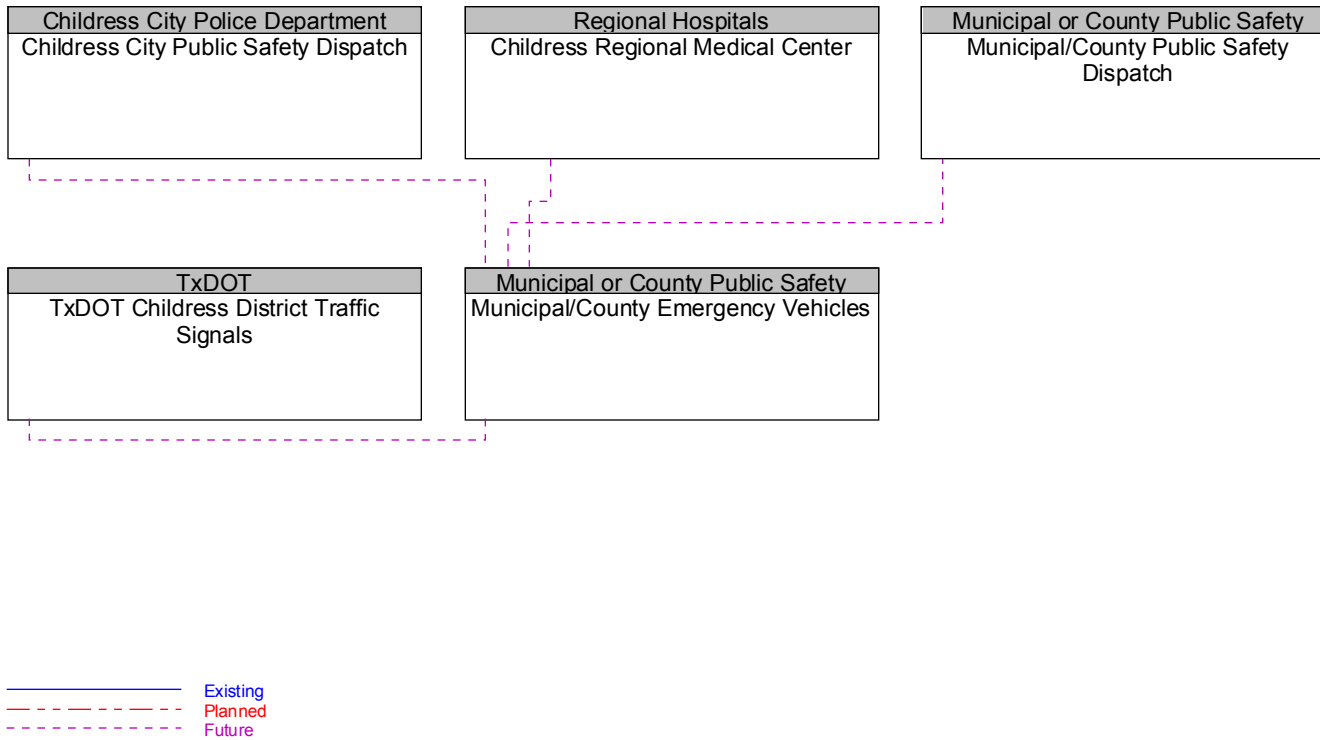 Childress City Police Department
Childress City Public Safety Dispatch
Regional Hospitals
Childress Regional Medical Center
Municipal or County Public Safety
Municipal/County Public Safety
Dispatch
TxDOT
TxDOT Childress District Traffic
Signals
Municipal or County Public Safety
Municipal/County Emergency Vehicles
Existing
Planned
Future